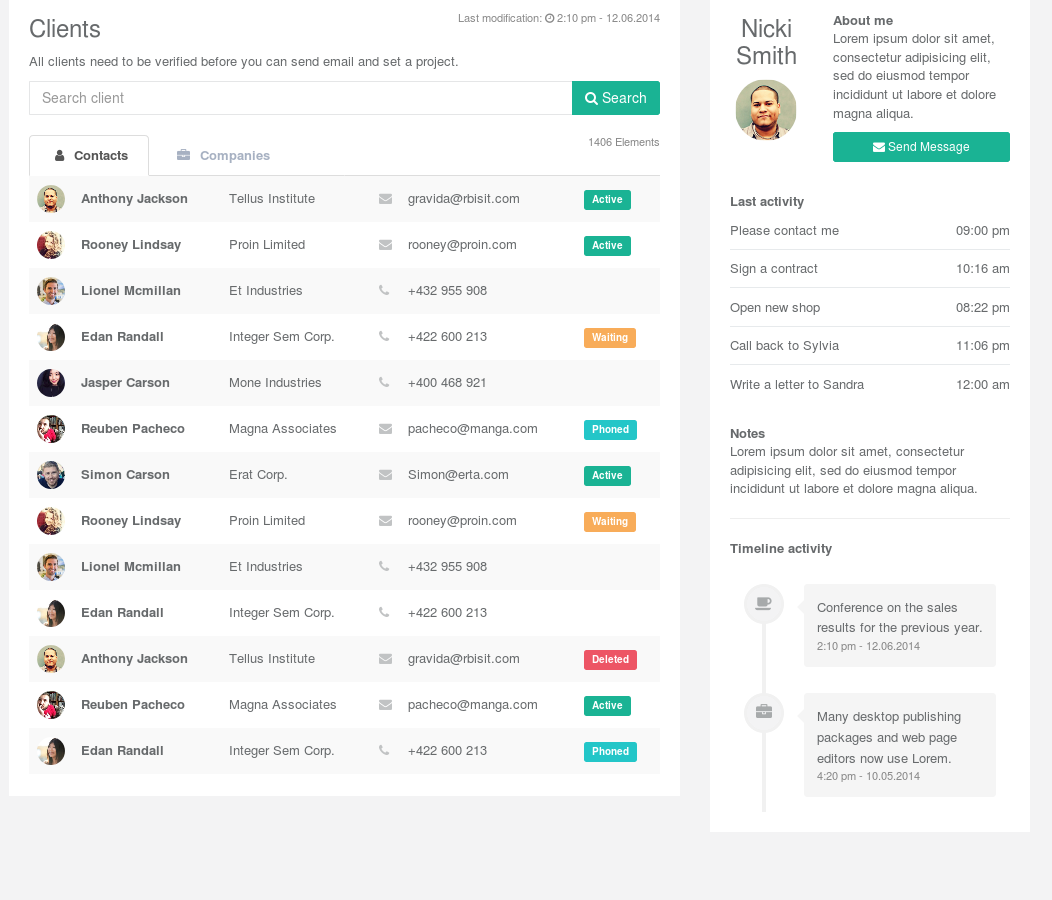 Last modification: 2:10 pm - 12.06.2014
Clients
All clients need to be verified before you can send email and set a project.
Search client
Search
1406 Elements
Contacts
Companies
Anthony Jackson Tellus Institute gravida@rbisit.com Active
Rooney Lindsay Proin Limited rooney@proin.com Active
Lionel Mcmillan Et Industries +432 955 908
Edan Randall Integer Sem Corp. +422 600 213 Waiting
Jasper Carson Mone Industries +400 468 921
Reuben Pacheco Magna Associates pacheco@manga.com Phoned
Simon Carson Erat Corp. Simon@erta.com Active
Rooney Lindsay Proin Limited rooney@proin.com Waiting
Lionel Mcmillan Et Industries +432 955 908
Edan Randall Integer Sem Corp. +422 600 213
Anthony Jackson Tellus Institute gravida@rbisit.com Deleted
Reuben Pacheco Magna Associates pacheco@manga.com Active
Edan Randall Integer Sem Corp. +422 600 213 Phoned
Nicki
Smith
About me
Lorem ipsum dolor sit amet,
consectetur adipisicing elit,
sed do eiusmod tempor
incididunt ut labore et dolore
magna aliqua.
Send Message
Last activity
Please contact me 09:00 pm
Sign a contract 10:16 am
Open new shop 08:22 pm
Call back to Sylvia 11:06 pm
Write a letter to Sandra 12:00 am
Notes
Lorem ipsum dolor sit amet, consectetur
adipisicing elit, sed do eiusmod tempor
incididunt ut labore et dolore magna aliqua.
Timeline activity
Conference on the sales
results for the previous year.
2:10 pm - 12.06.2014
Many desktop publishing
packages and web page
editors now use Lorem.
4:20 pm - 10.05.2014